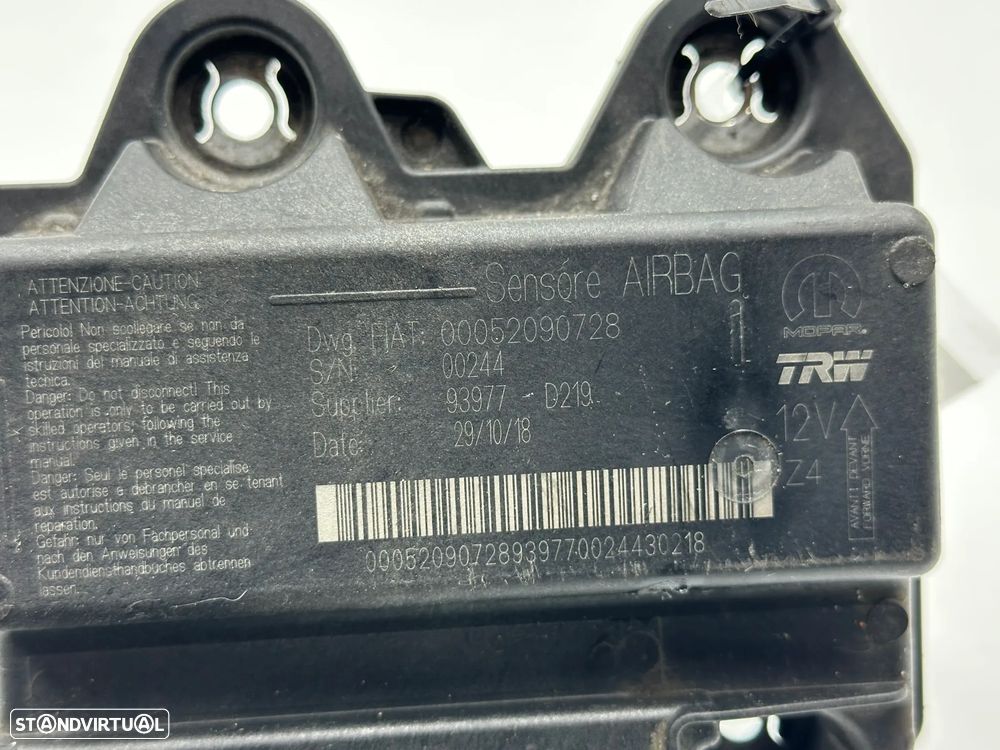 ATTENZIONE-CAUTION
ATTENTION-ACHTUNG
Pericolo! Non scollegare se non da
personale specializzato e seguendo le
istruzioni del manuale di assistenza
tecnica.
Danger: Do not disconnect! This
operation is only to be carried out by
skilled operators, following the
instructions given in the service
manual.
Danger: Seul le personel specialise
est autorise e debrancher en se tenant
aux instructions du manuel de
reparation.
Gefahr: nur von Fachpersonal und
nach den Anweisungen des
Kundendiensthandbuches abtrennen
lassen.
Sensóre AIRBAG
Dwg. FIAT: 00052090728
S/N: 00244
Supplier: 93977 - D219
Date: 29/10/18
00052090728939770024430218
MOPAR
TRW
12V
Z4
AVANTI DEVANT
FORWARD VORNE
STANDVIRTUAL